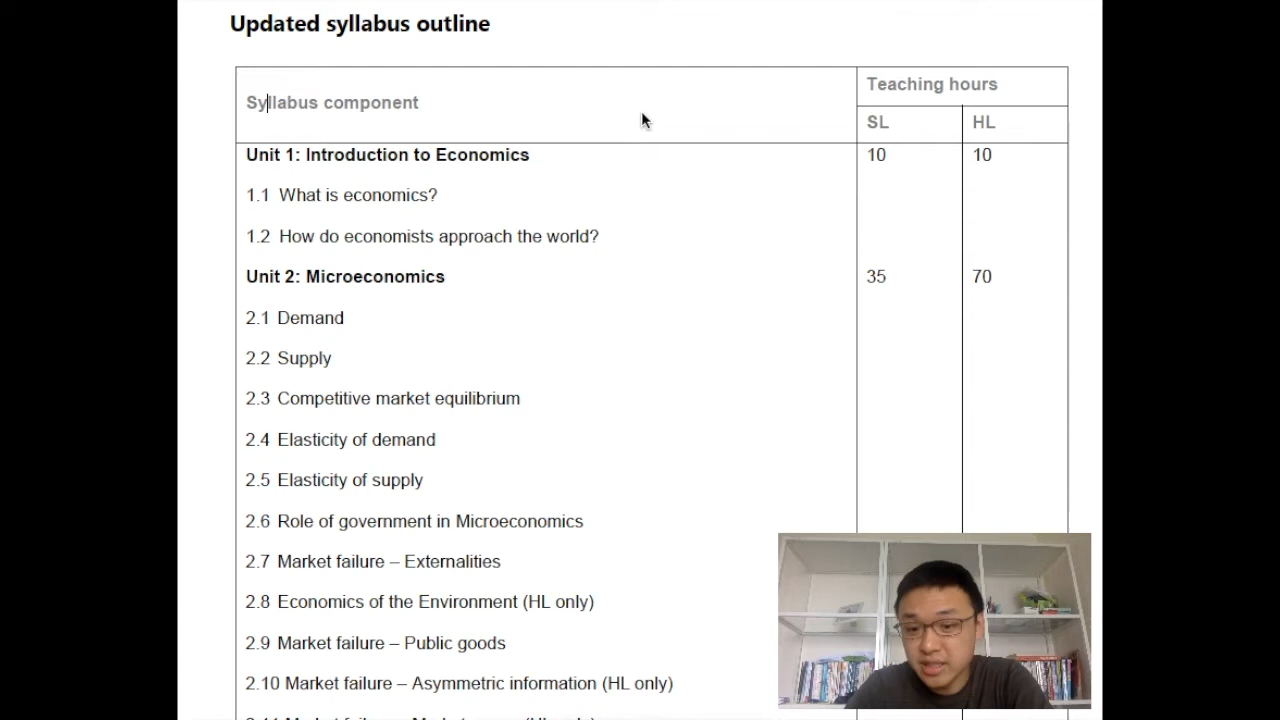 Updated syllabus outline
Syllabus component
Teaching hours
SL HL
Unit 1: Introduction to Economics 10 10
1.1 What is economics?
1.2 How do economists approach the world?
Unit 2: Microeconomics 35 70
2.1 Demand
2.2 Supply
2.3 Competitive market equilibrium
2.4 Elasticity of demand
2.5 Elasticity of supply
2.6 Role of government in Microeconomics
2.7 Market failure – Externalities
2.8 Economics of the Environment (HL only)
2.9 Market failure – Public goods
2.10 Market failure – Asymmetric information (HL only)